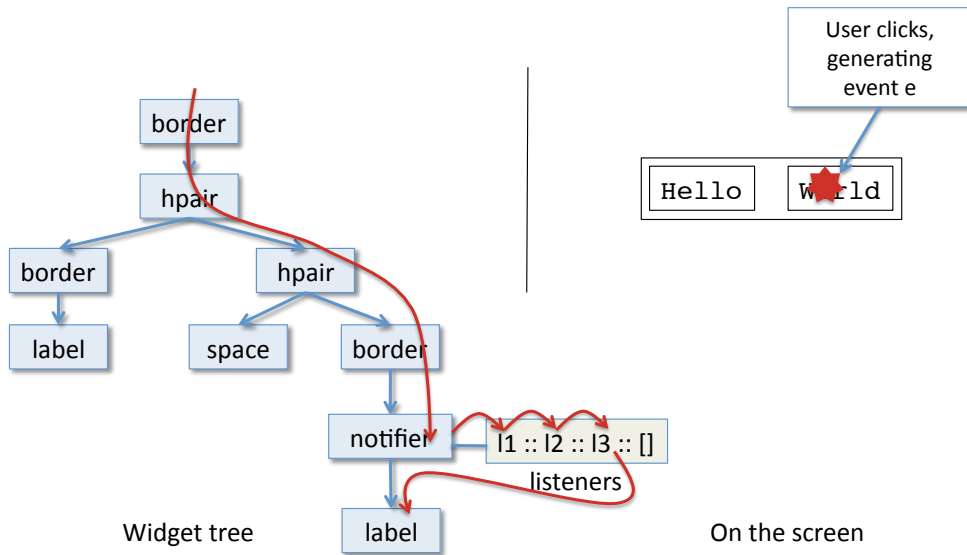 User clicks,
generating
event e
border
hpair
Hello
World
border
hpair
label
space
border
notifier
l1 :: l2 :: l3 :: []
listeners
label
Widget tree
On the screen